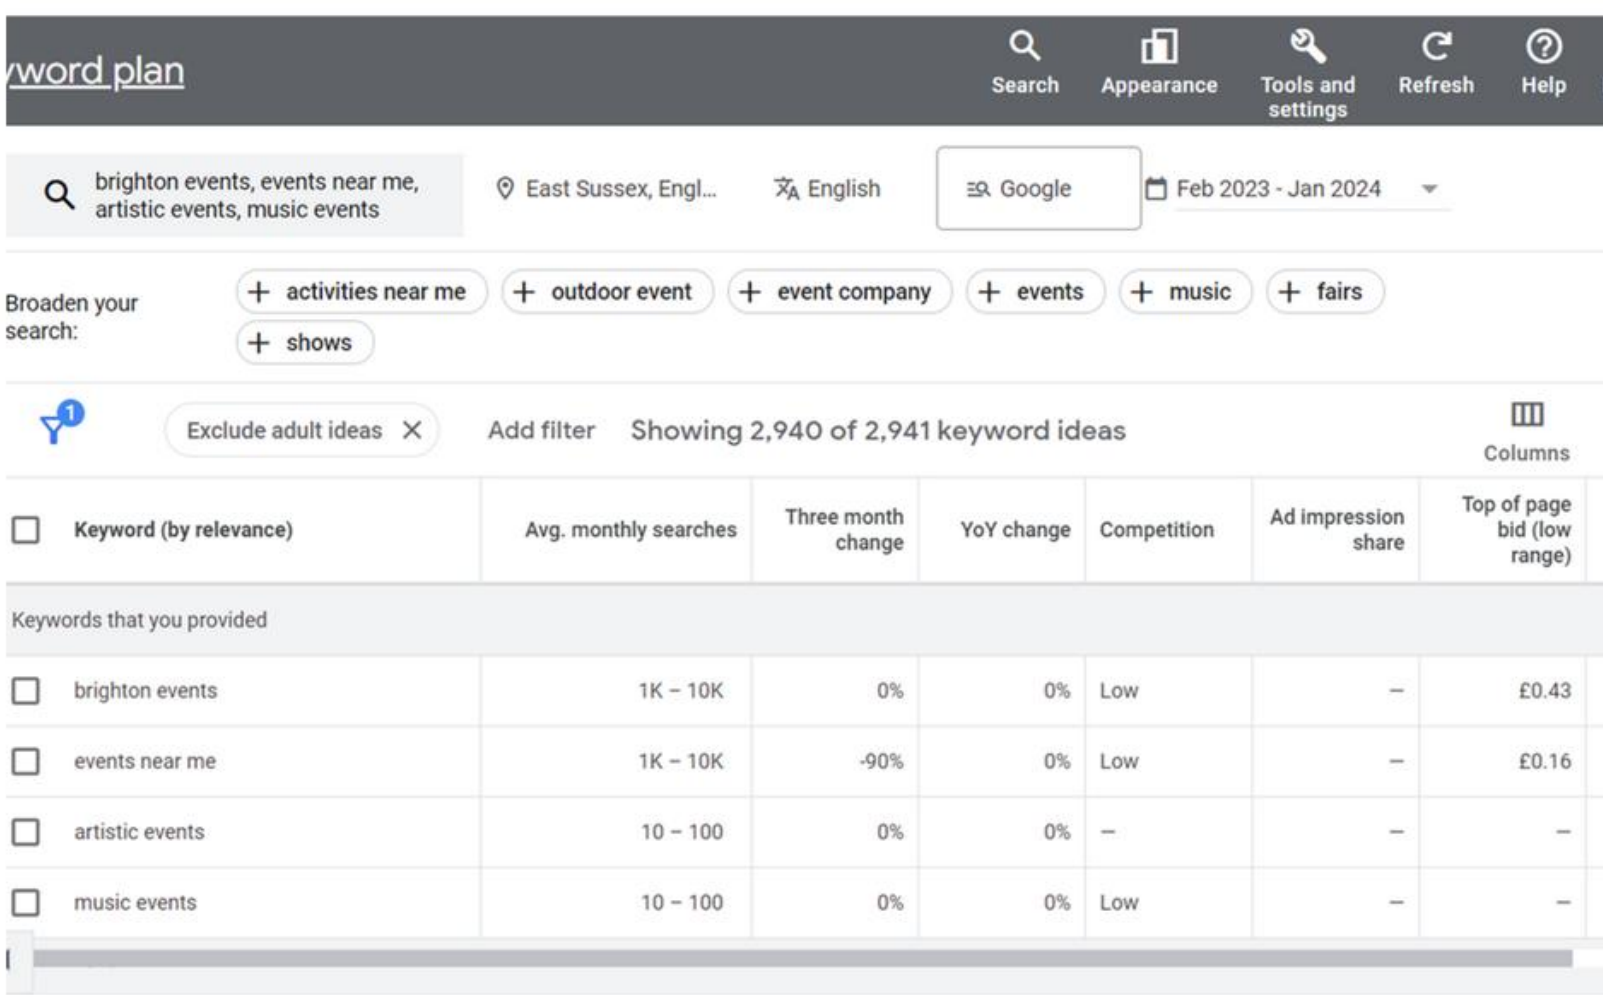 yword plan
Search
Appearance
Tools and
settings
Refresh
Help
brighton events, events near me,
artistic events, music events
East Sussex, Engl...
English
Google
Feb 2023 - Jan 2024
Broaden your
search:
+ activities near me
+ outdoor event
+ event company
+ events
+ music
+ fairs
+ shows
1
Exclude adult ideas ×
Add filter
Showing 2,940 of 2,941 keyword ideas
Columns
Keyword (by relevance)
Avg. monthly searches
Three month
change
YoY change
Competition
Ad impression
share
Top of page
bid (low
range)
Keywords that you provided
brighton events 1K – 10K 0% 0% Low – £0.43
events near me 1K – 10K -90% 0% Low – £0.16
artistic events 10 – 100 0% 0% – – –
music events 10 – 100 0% 0% Low – –